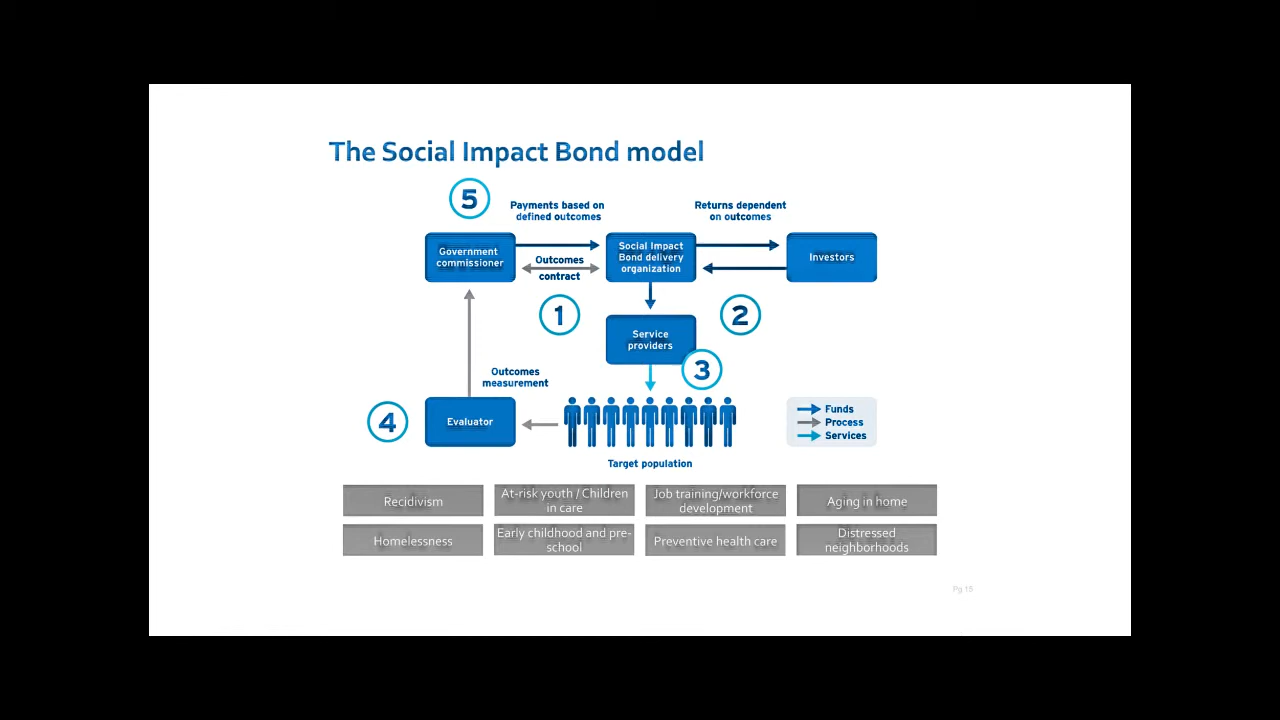 The Social Impact Bond model
5
Payments based on
defined outcomes
Returns dependent
on outcomes
Government
commissioner
Outcomes
contract
Social Impact
Bond delivery
organization
Investors
1
2
Service
providers
3
Outcomes
measurement
4
Evaluator
Funds
Process
Services
Target population
Recidivism
At-risk youth / Children
in care
Job training/workforce
development
Aging in home
Homelessness
Early childhood and pre-
school
Preventive health care
Distressed
neighborhoods
Pg 15